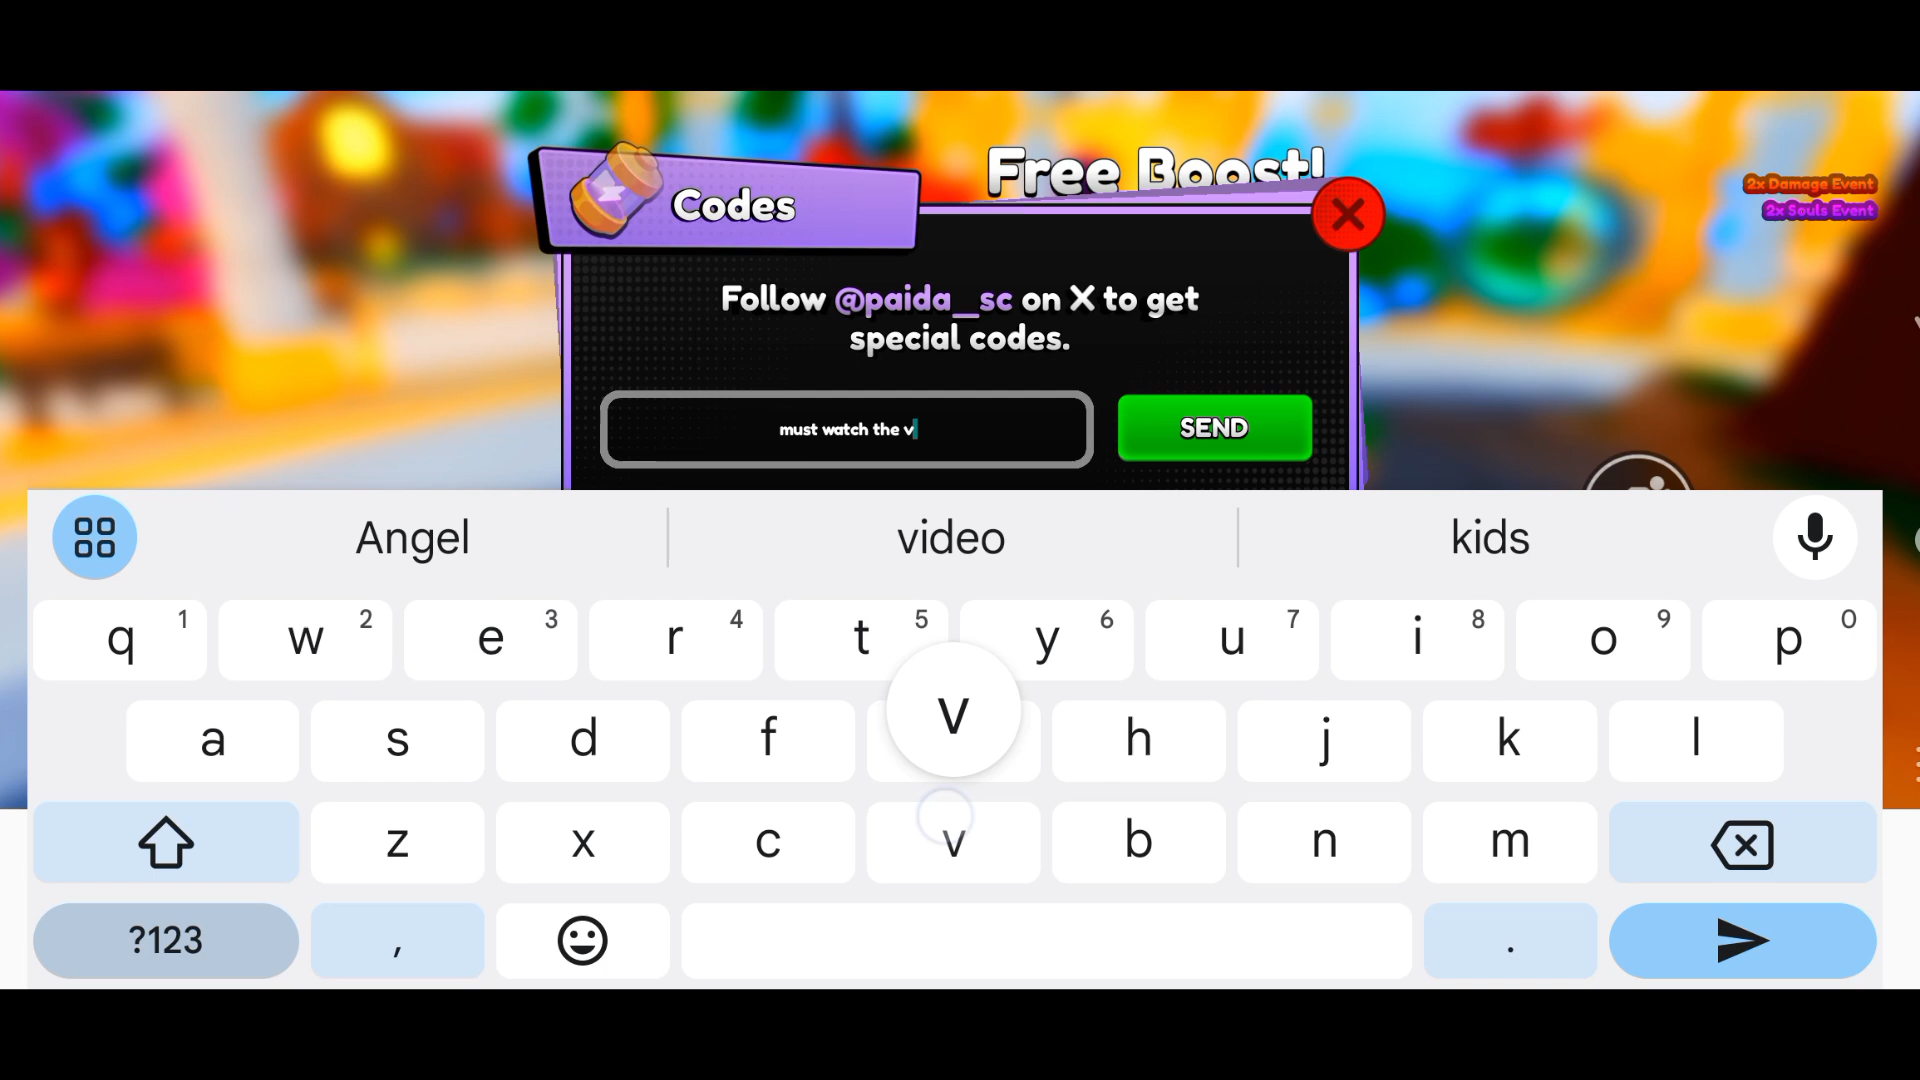 Free Boost!
Codes
2x Damage Event
2x Souls Event
Follow @paida__sc on X to get
special codes.
must watch the v
SEND
Angel video kids
q 1 w 2 e 3 r 4 t 5 y 6 u 7 i 8 o 9 p 0
a s d f v h j k l
z x c v b n m
?123 , .